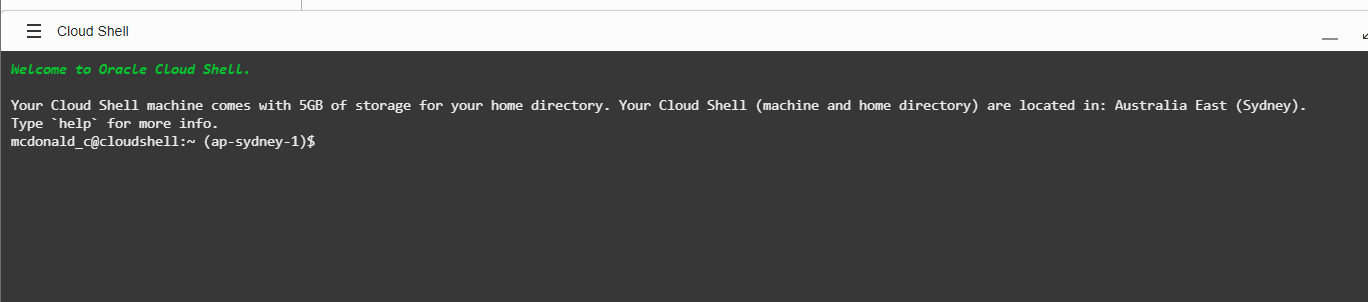 Cloud Shell
Welcome to Oracle Cloud Shell.
Your Cloud Shell machine comes with 5GB of storage for your home directory. Your Cloud Shell (machine and home directory) are located in: Australia East (Sydney).
Type `help` for more info.
mcdonald_c@cloudshell:~ (ap-sydney-1)$